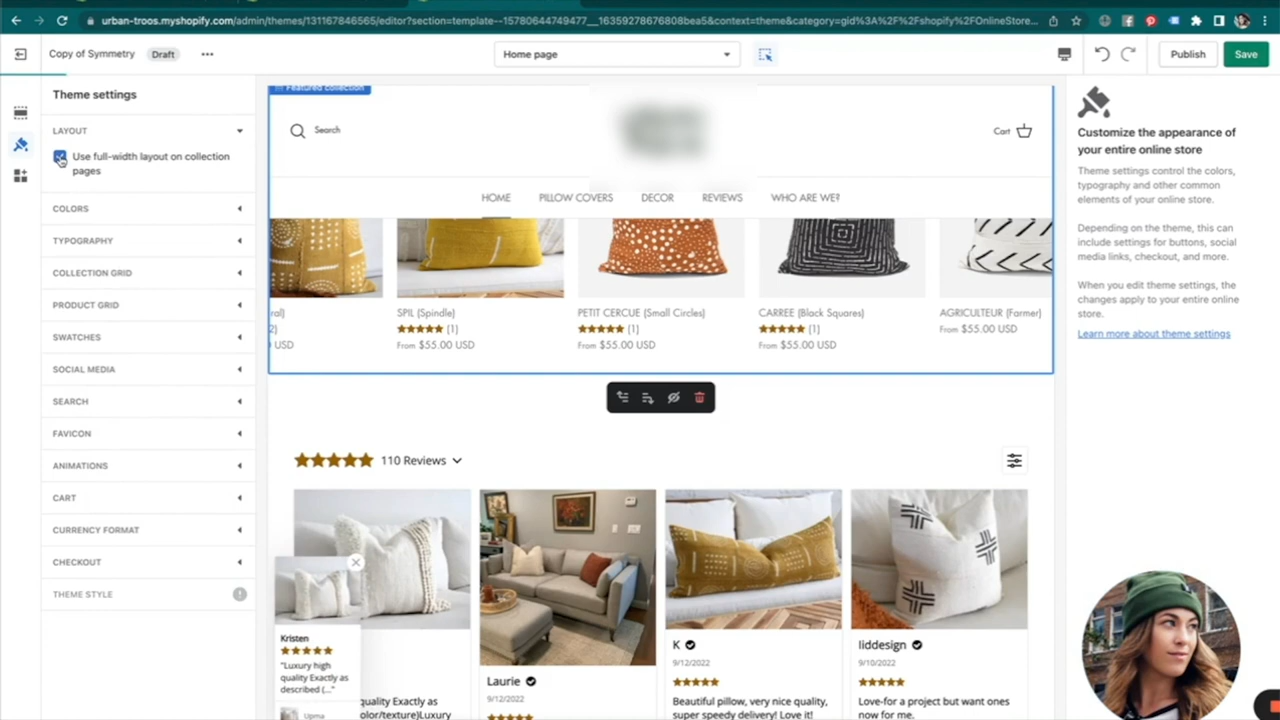 urban-troos.myshopify.com/admin/themes/131167846565/editor?section=template--15780644749477__16359278676808bea5&context=theme&category=gid%3A%2F%2Fshopify%2FOnlineStore...
Copy of Symmetry
Draft
Home page
Publish
Save
Theme settings
LAYOUT
Use full-width layout on collection
pages
COLORS
TYPOGRAPHY
COLLECTION GRID
PRODUCT GRID
SWATCHES
SOCIAL MEDIA
SEARCH
FAVICON
ANIMATIONS
CART
CURRENCY FORMAT
CHECKOUT
THEME STYLE
Featured collection
Search
Cart
HOME PILLOW COVERS DECOR REVIEWS WHO ARE WE?
USD
SPIL (Spindle)
(1)
From $55.00 USD
PETIT CERCUE (Small Circles)
(1)
From $55.00 USD
CARREE (Black Squares)
(1)
From $55.00 USD
AGRICULTEUR (Farmer)
From $55.00 USD
110 Reviews
Kristen
"Luxury high
quality Exactly as
described (..."
Upma
quality Exactly as
color/texture)Luxury
Laurie
9/12/2022
K
9/12/2022
Beautiful pillow, very nice quality,
super speedy delivery! Love it!
liddesign
9/10/2022
Love-for a project but want ones
now for me.
Customize the appearance of
your entire online store
Theme settings control the colors,
typography and other common
elements of your online store.
Depending on the theme, this can
include settings for buttons, social
media links, checkout, and more.
When you edit theme settings, the
changes apply to your entire online
store.
Learn more about theme settings